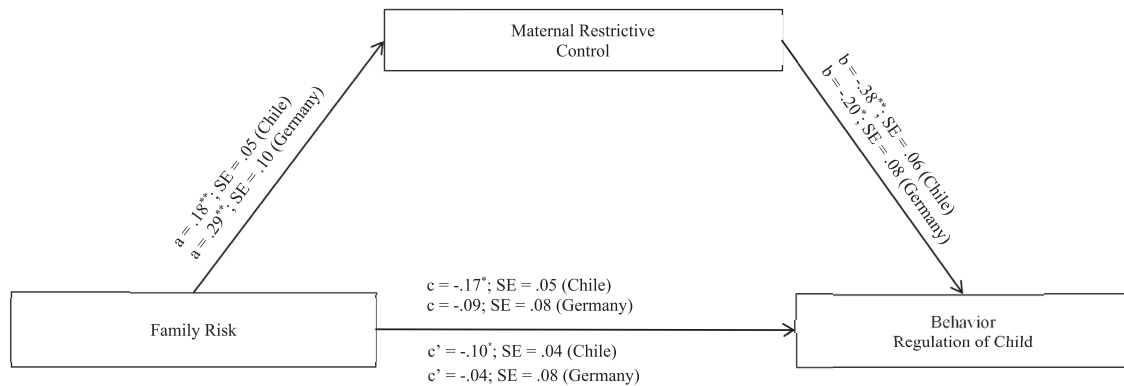 Maternal Restrictive
Control
a = .18**; SE = .05 (Chile)
a = .29**; SE = .10 (Germany)
b = -.38**; SE = .06 (Chile)
b = -.20*; SE = .08 (Germany)
Family Risk
c = -.17*; SE = .05 (Chile)
c = -.09; SE = .08 (Germany)
c’ = -.10*; SE = .04 (Chile)
c’ = -.04; SE = .08 (Germany)
Behavior
Regulation of Child